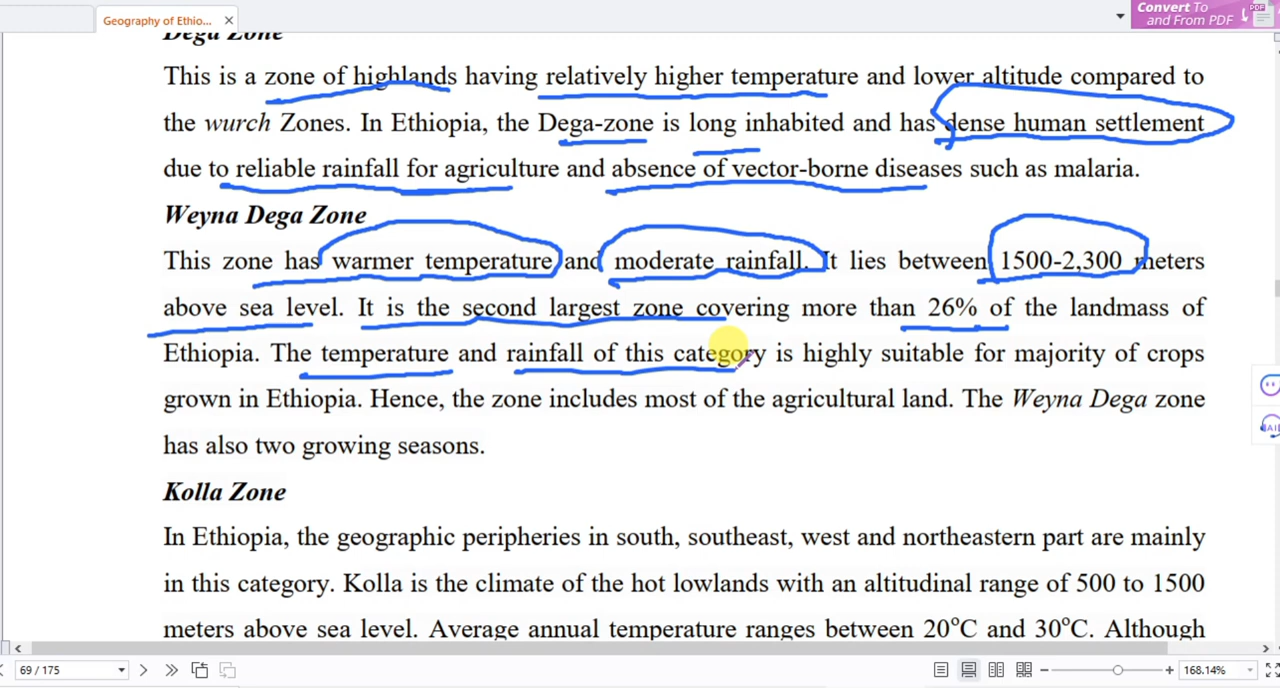 Geography of Ethio...
Convert To
and From PDF
PDF
Dega Zone
This is a zone of highlands having relatively higher temperature and lower altitude compared to
the wurch Zones. In Ethiopia, the Dega-zone is long inhabited and has dense human settlement
due to reliable rainfall for agriculture and absence of vector-borne diseases such as malaria.
Weyna Dega Zone
This zone has warmer temperature and moderate rainfall. It lies between 1500-2,300 meters
above sea level. It is the second largest zone covering more than 26% of the landmass of
Ethiopia. The temperature and rainfall of this category is highly suitable for majority of crops
grown in Ethiopia. Hence, the zone includes most of the agricultural land. The Weyna Dega zone
has also two growing seasons.
Kolla Zone
In Ethiopia, the geographic peripheries in south, southeast, west and northeastern part are mainly
in this category. Kolla is the climate of the hot lowlands with an altitudinal range of 500 to 1500
meters above sea level. Average annual temperature ranges between 20°C and 30°C. Although
69 / 175
168.14%
AI